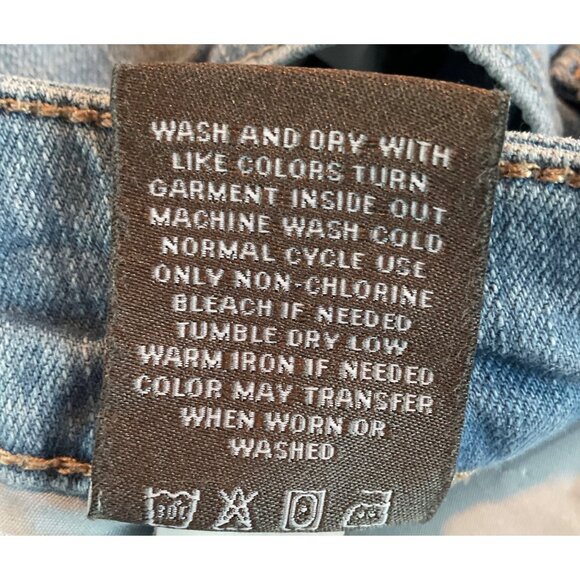 WASH AND DRY WITH
LIKE COLORS TURN
GARMENT INSIDE OUT
MACHINE WASH COLD
NORMAL CYCLE USE
ONLY NON-CHLORINE
BLEACH IF NEEDED
TUMBLE DRY LOW
WARM IRON IF NEEDED
COLOR MAY TRANSFER
WHEN WORN OR
WASHED
30C